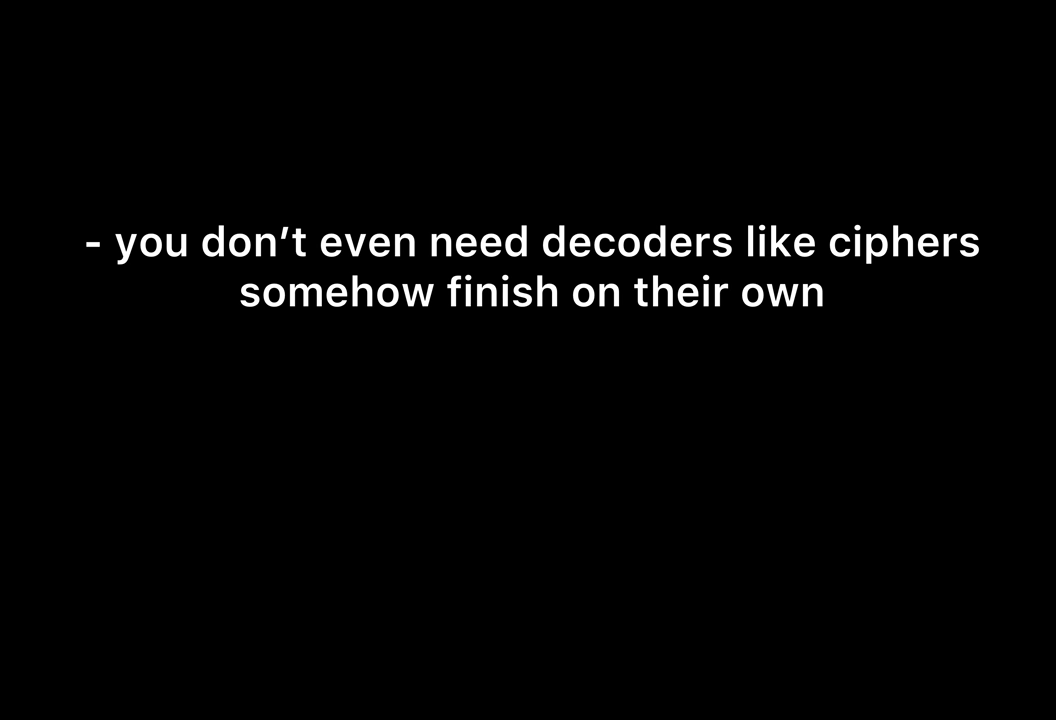 - you don’t even need decoders like ciphers
somehow finish on their own